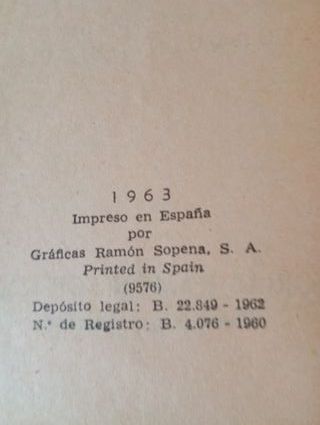 1963
Impreso en España
por
Gráficas Ramón Sopena, S. A.
Printed in Spain
(9576)
Depósito legal: B. 22.849 - 1962
N.º de Registro: B. 4.076 - 1960